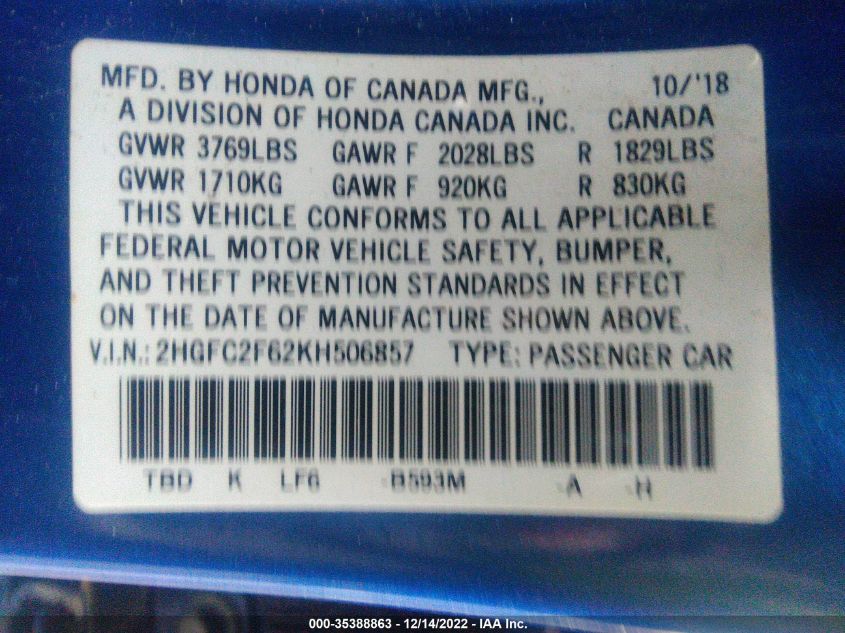 MFD. BY HONDA OF CANADA MFG., 10/'18
A DIVISION OF HONDA CANADA INC. CANADA
GVWR 3769LBS GAWR F 2028LBS R 1829LBS
GVWR 1710KG GAWR F 920KG R 830KG
THIS VEHICLE CONFORMS TO ALL APPLICABLE
FEDERAL MOTOR VEHICLE SAFETY, BUMPER,
AND THEFT PREVENTION STANDARDS IN EFFECT
ON THE DATE OF MANUFACTURE SHOWN ABOVE.
V.I.N.: 2HGFC2F62KH506857 TYPE: PASSENGER CAR
TBD K LF6 -B593M -A -H
000-35388863 - 12/14/2022 - IAA Inc.